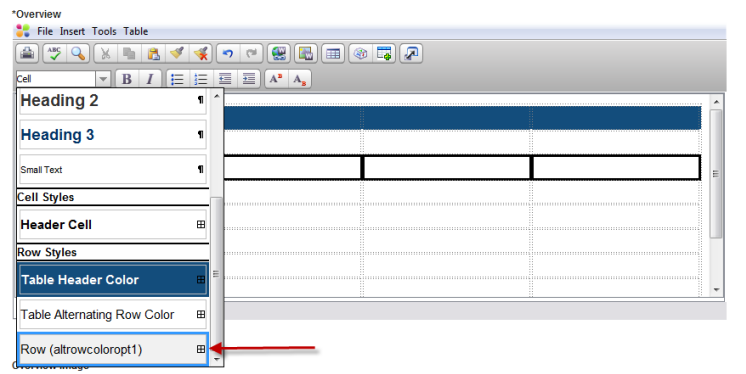 *Overview
File Insert Tools Table
ABC
Cell B I A B A B
Heading 2 ¶
Heading 3 ¶
Small Text ¶
Cell Styles
Header Cell
Row Styles
Table Header Color
Table Alternating Row Color
Row (altrowcoloropt1)
Overview Image